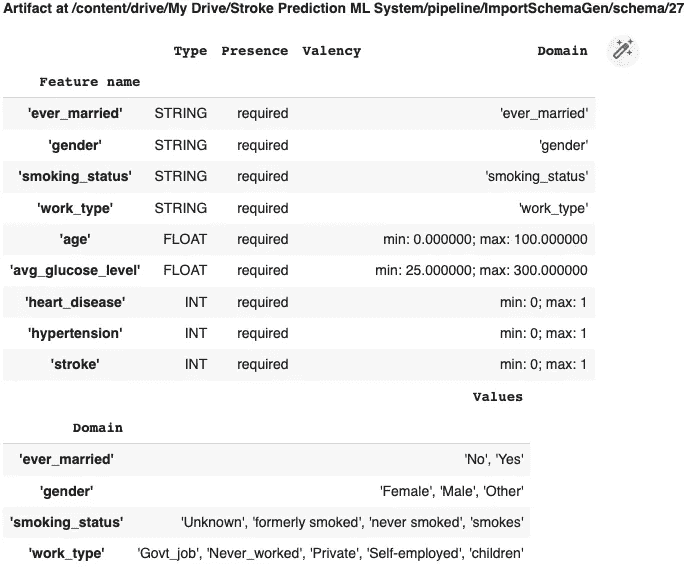 Artifact at /content/drive/My Drive/Stroke Prediction ML System/pipeline/ImportSchemaGen/schema/27
Type Presence Valency Domain
Feature name
'ever_married' STRING required 'ever_married'
'gender' STRING required 'gender'
'smoking_status' STRING required 'smoking_status'
'work_type' STRING required 'work_type'
'age' FLOAT required min: 0.000000; max: 100.000000
'avg_glucose_level' FLOAT required min: 25.000000; max: 300.000000
'heart_disease' INT required min: 0; max: 1
'hypertension' INT required min: 0; max: 1
'stroke' INT required min: 0; max: 1
Values
Domain
'ever_married' 'No', 'Yes'
'gender' 'Female', 'Male', 'Other'
'smoking_status' 'Unknown', 'formerly smoked', 'never smoked', 'smokes'
'work_type' 'Govt_job', 'Never_worked', 'Private', 'Self-employed', 'children'